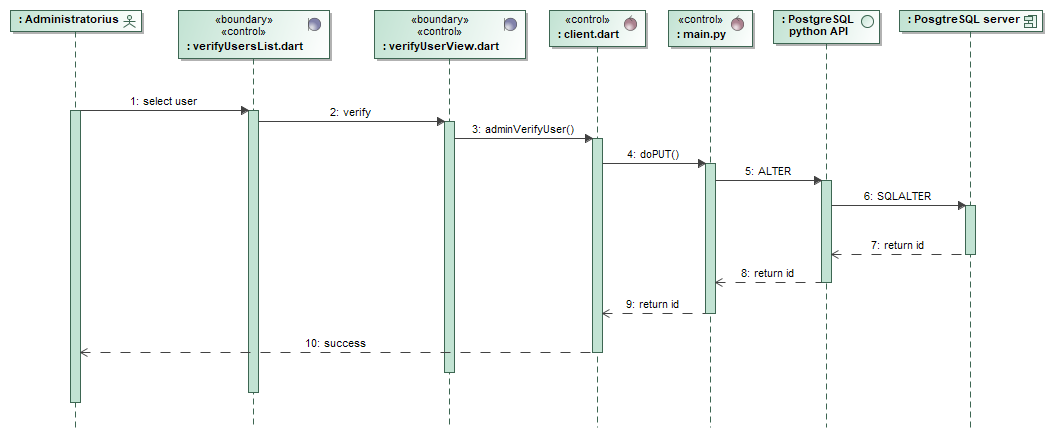 : Administratorius
«boundary»
«control»
: verifyUsersList.dart
«boundary»
«control»
: verifyUserView.dart
«control»
: client.dart
«control»
: main.py
: PostgreSQL
python API
: PosgtreSQL server
1: select user
2: verify
3: adminVerifyUser()
4: doPUT()
5: ALTER
6: SQLALTER
7: return id
8: return id
9: return id
10: success